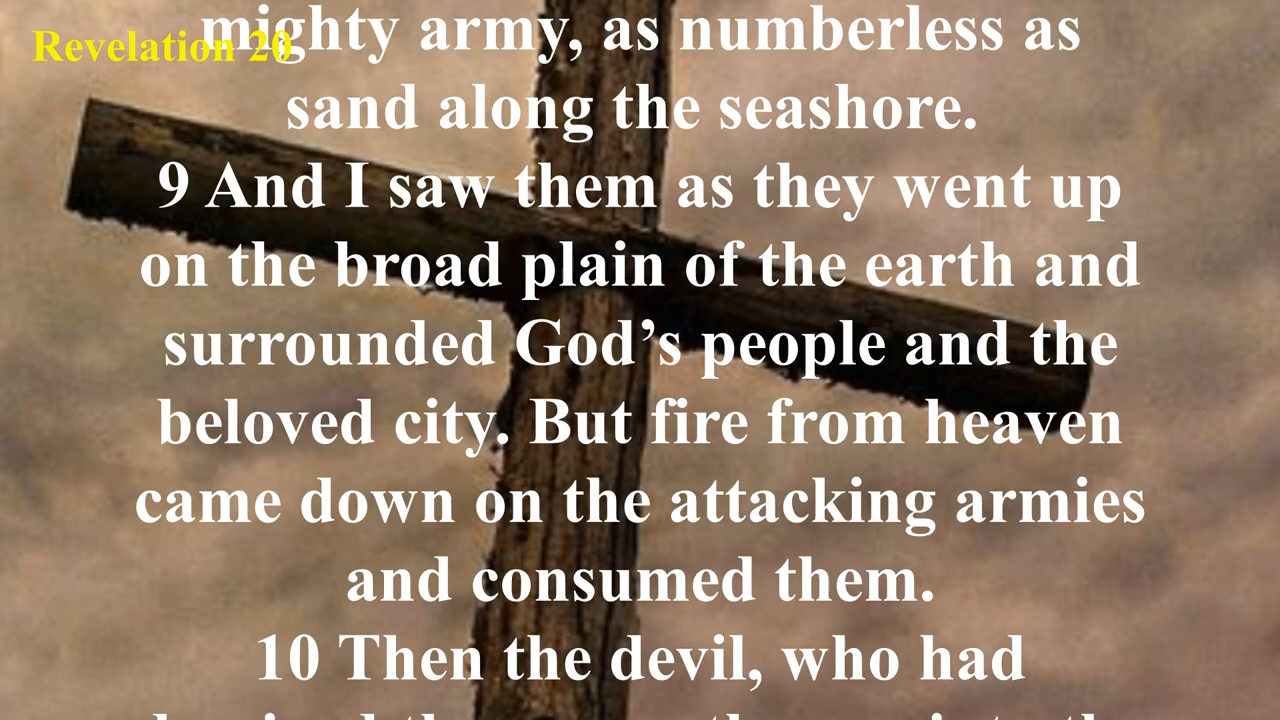 Revelation 20
mighty army, as numberless as
sand along the seashore.
9 And I saw them as they went up
on the broad plain of the earth and
surrounded God’s people and the
beloved city. But fire from heaven
came down on the attacking armies
and consumed them.
10 Then the devil, who had